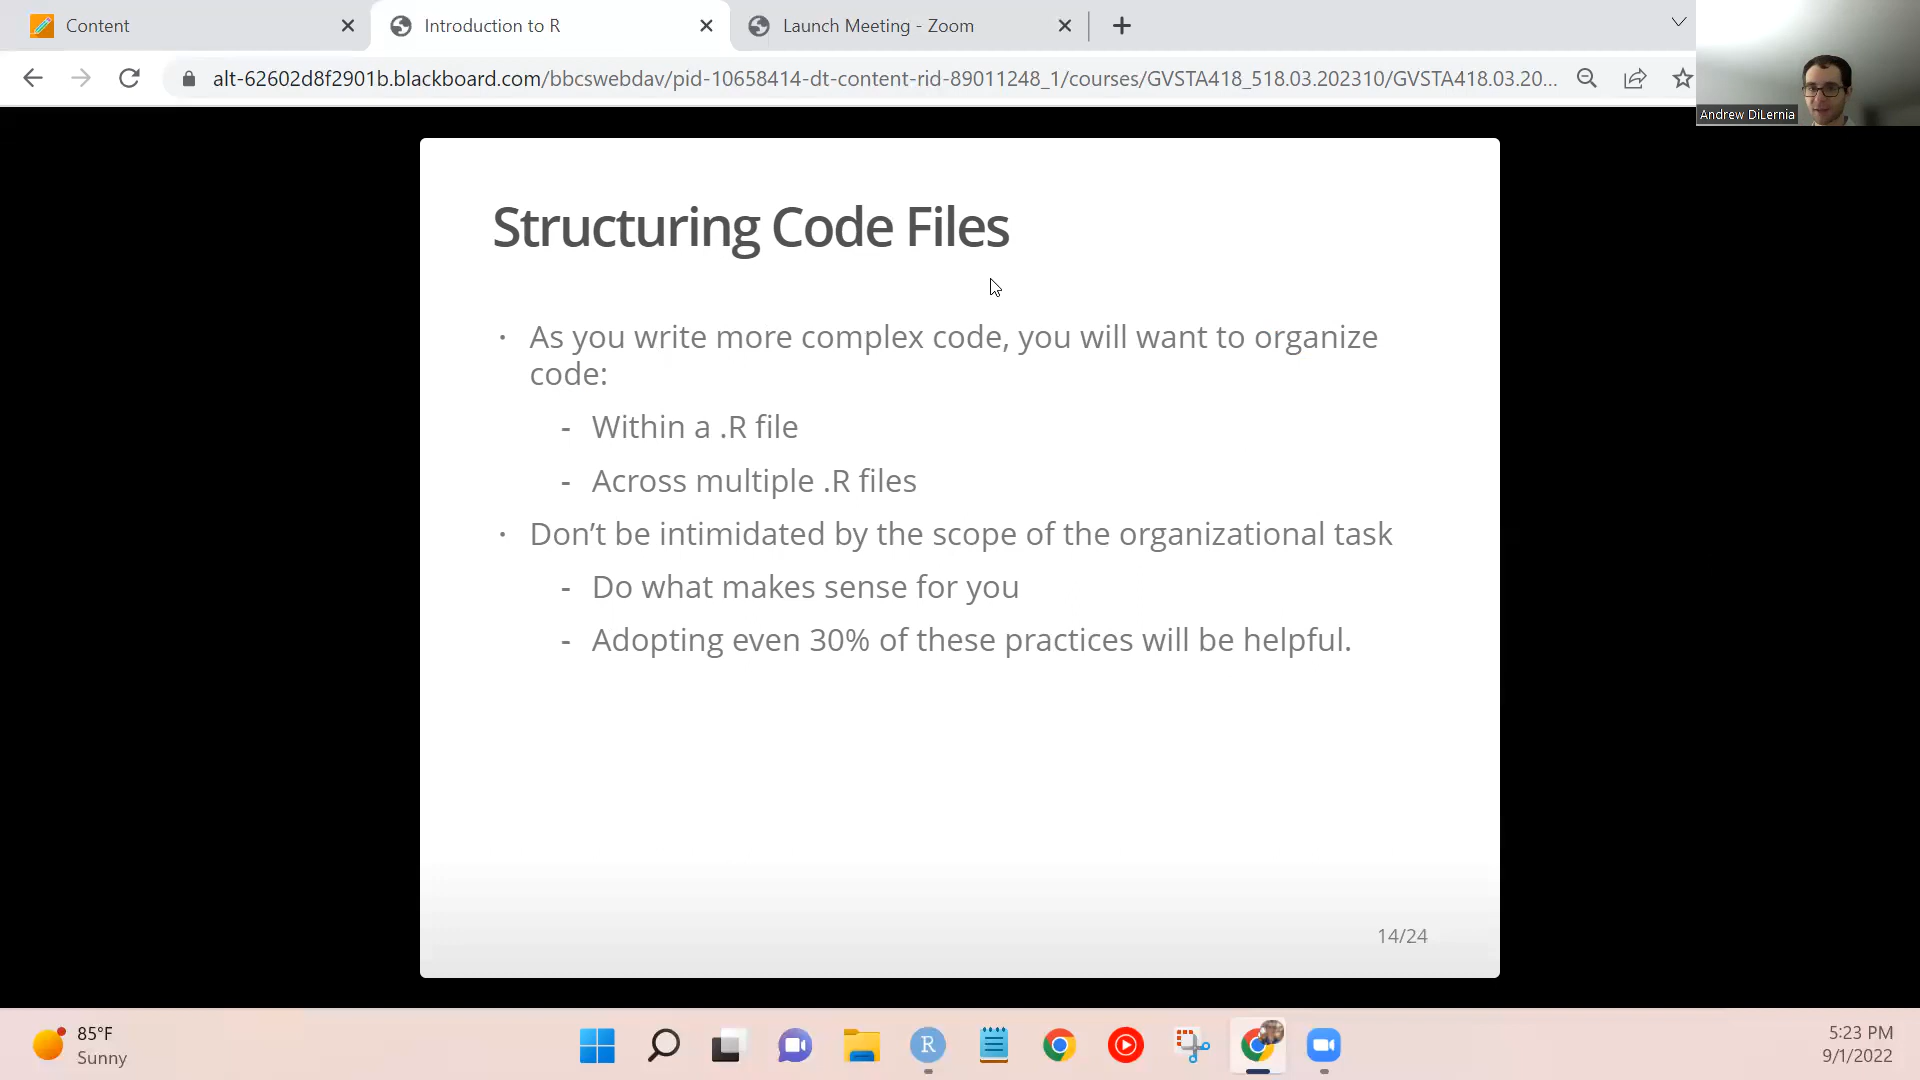 Content
Introduction to R
Launch Meeting - Zoom
alt-62602d8f2901b.blackboard.com/bbcswebdav/pid-10658414-dt-content-rid-89011248_1/courses/GVSTA418_518.03.202310/GVSTA418.03.20...
Andrew DiLernia
Structuring Code Files
· As you write more complex code, you will want to organize
code:
- Within a .R file
- Across multiple .R files
· Don’t be intimidated by the scope of the organizational task
- Do what makes sense for you
- Adopting even 30% of these practices will be helpful.
14/24
85°F
Sunny
R
5:23 PM
9/1/2022